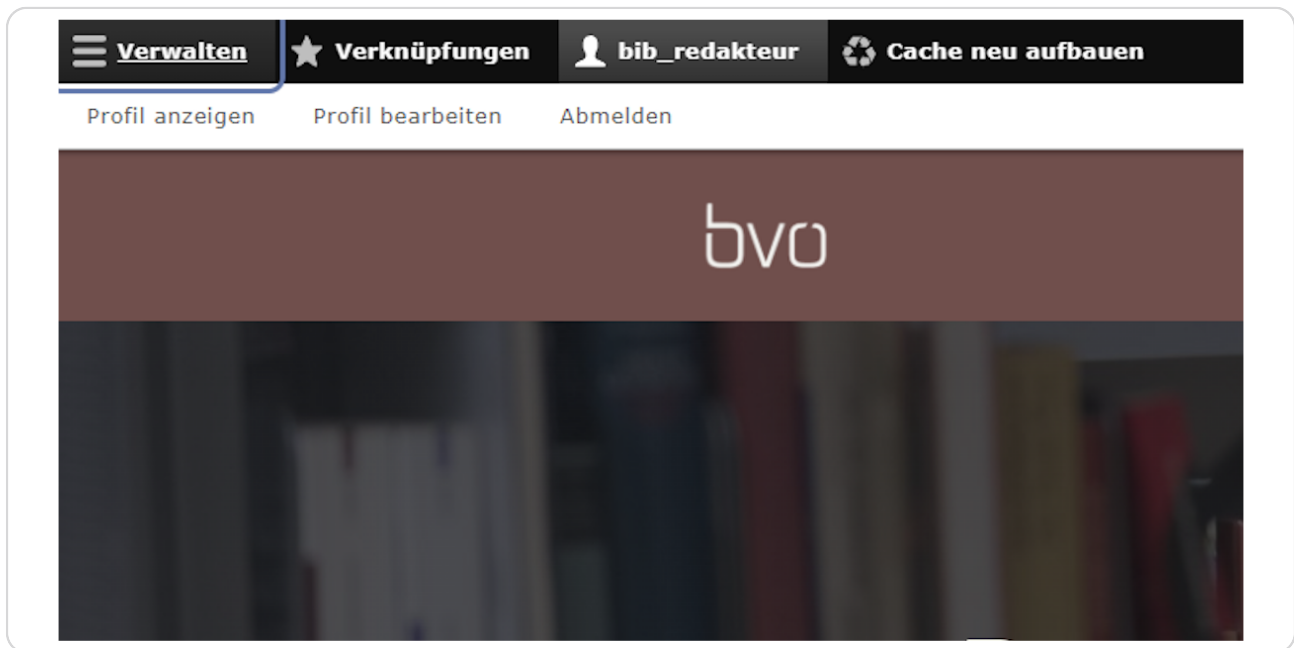 Verwalten Verknüpfungen bib_redakteur Cache neu aufbauen
Profil anzeigen Profil bearbeiten Abmelden
bvo